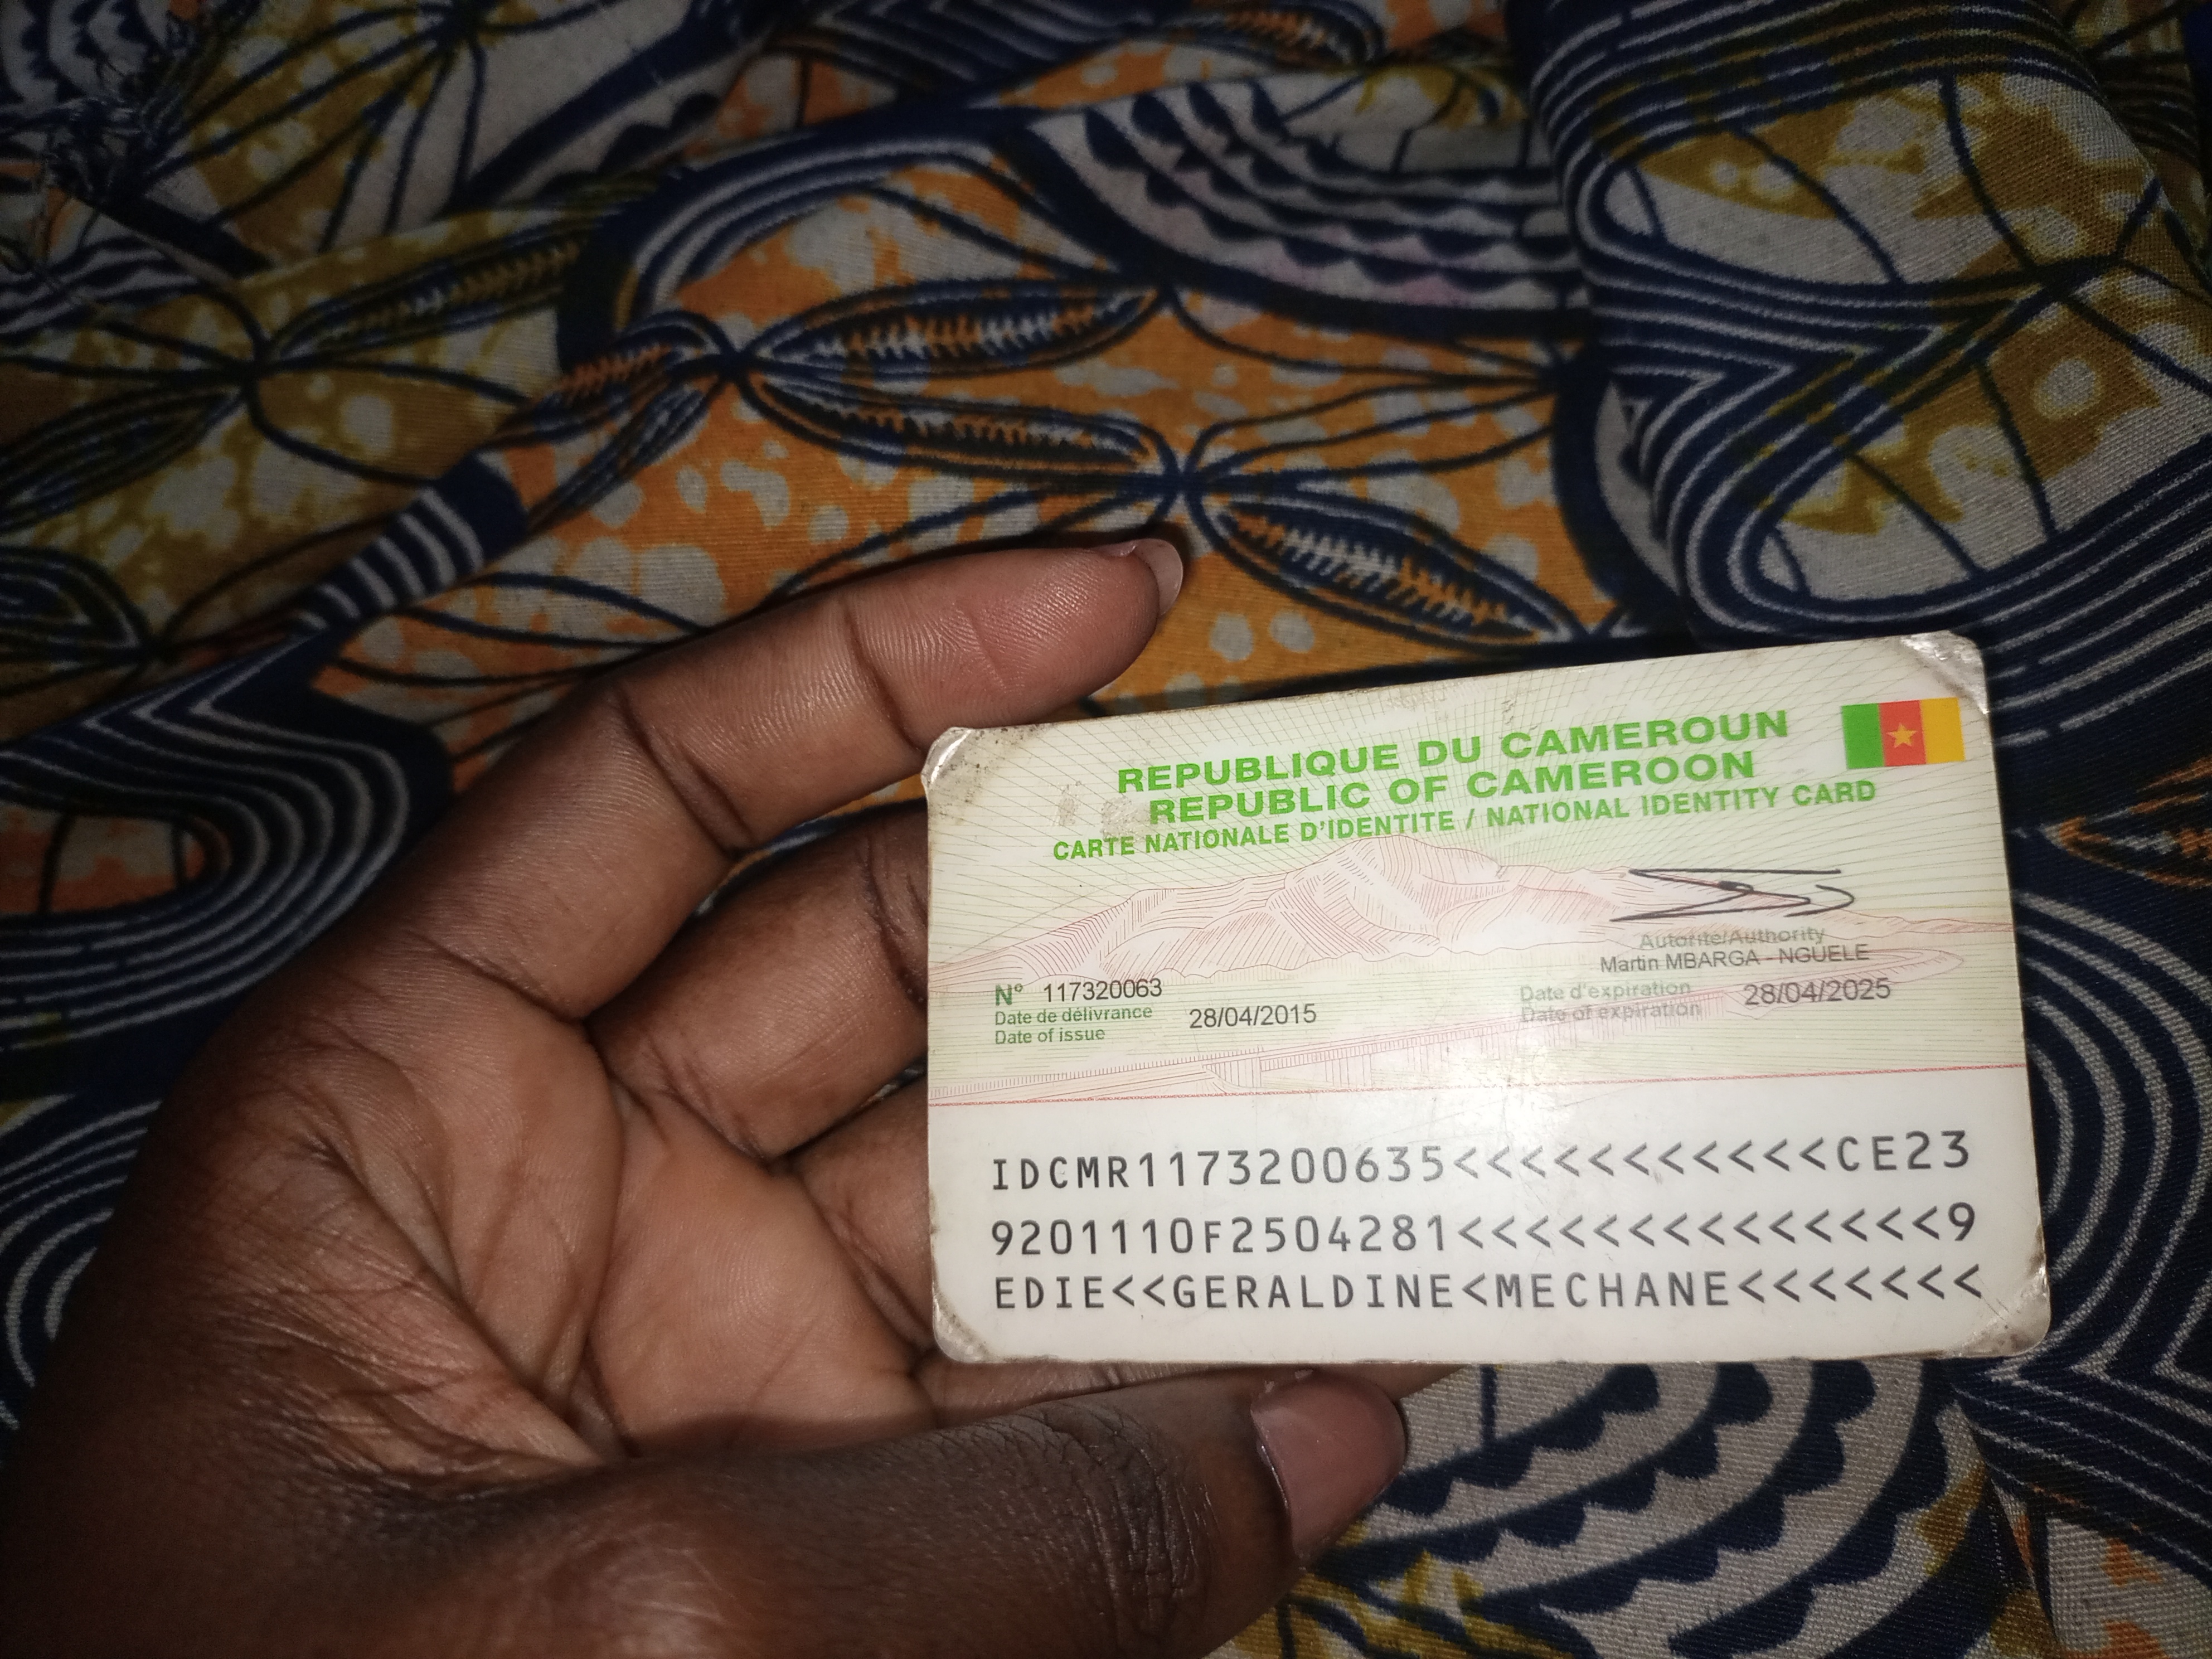 REPUBLIQUE DU CAMEROUN
REPUBLIC OF CAMEROON
CARTE NATIONALE D'IDENTITE / NATIONAL IDENTITY CARD
Autorité/Authority
Martin MBARGA - NGUELE
N° 117320063
Date de délivrance
Date of issue
28/04/2015
Date d'expiration
Date of expiration
28/04/2025
IDCMR1173200635<<<<<<<<<<<CE23
9201110F2504281<<<<<<<<<<<<<<9
EDIE<<GERALDINE<MECHANE<<<<<<<